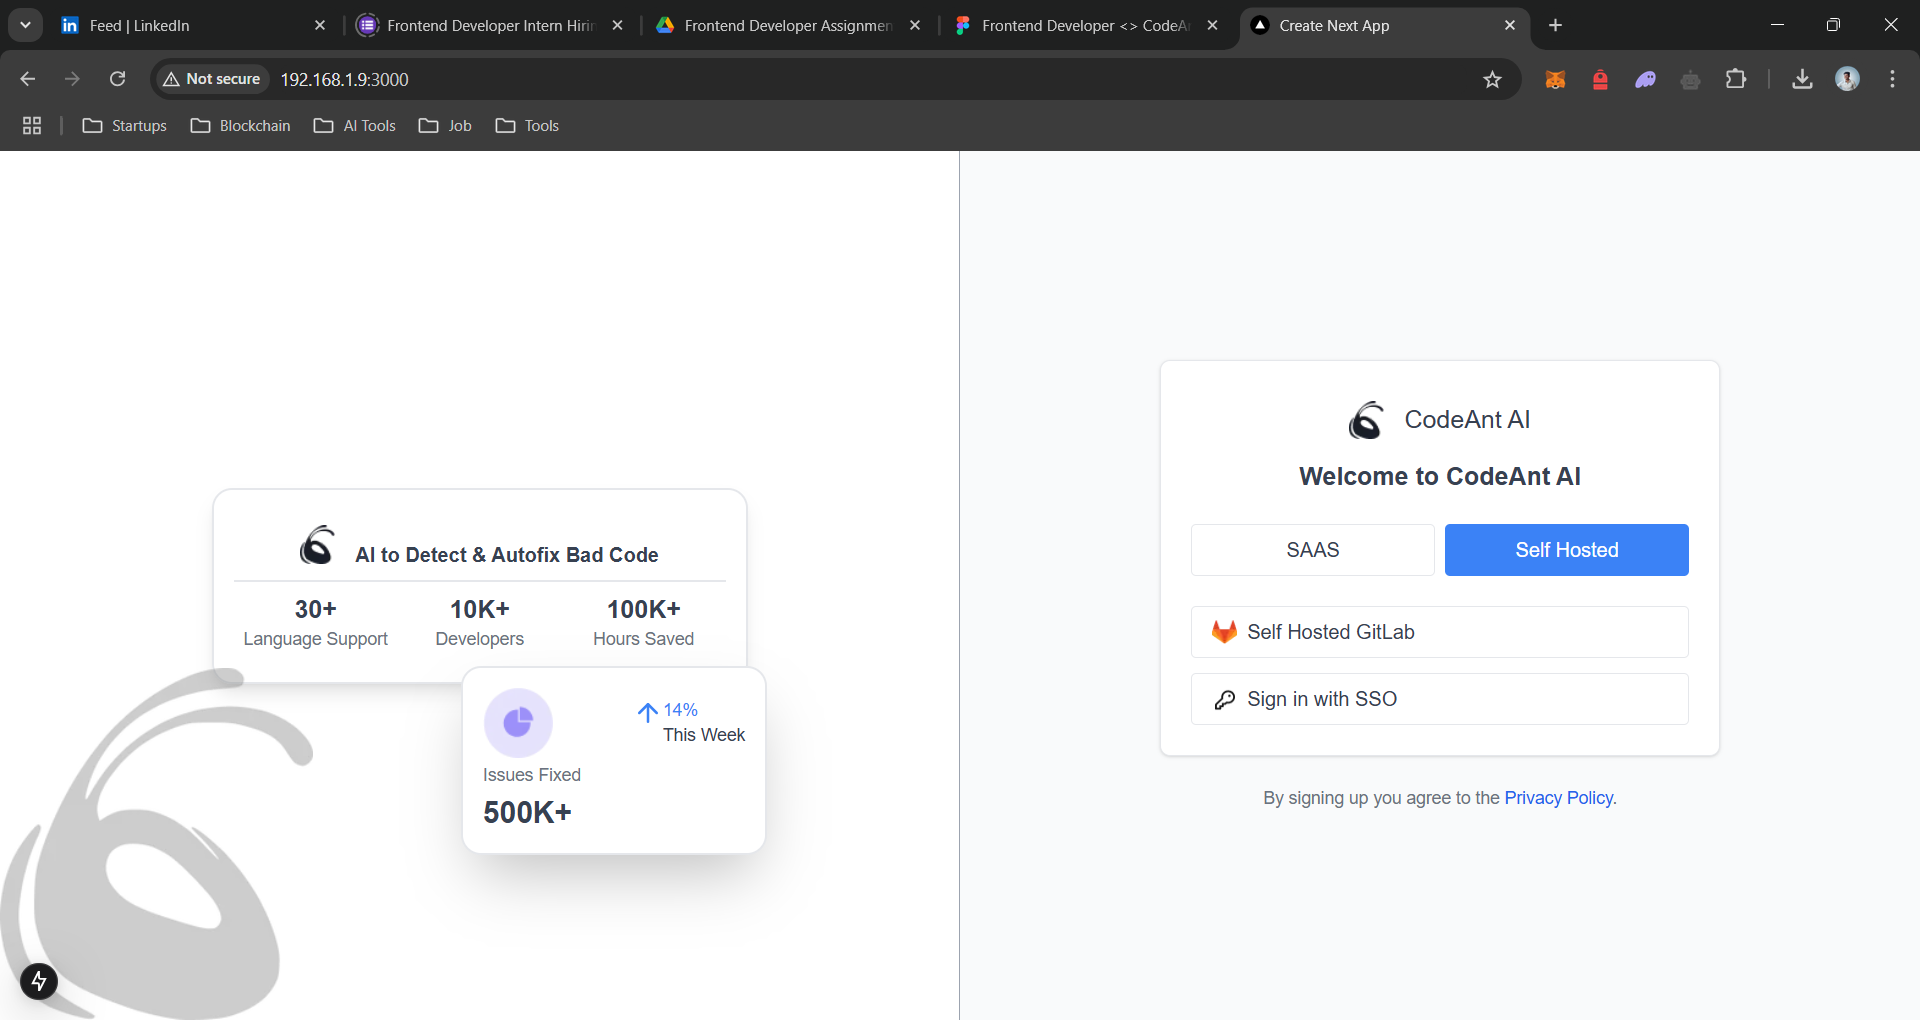 Feed | LinkedIn
Frontend Developer Intern Hirin
Frontend Developer Assignmen
Frontend Developer <> CodeAn
Create Next App
Not secure
192.168.1.9:3000
Startups
Blockchain
AI Tools
Job
Tools
AI to Detect & Autofix Bad Code
30+
10K+
100K+
Language Support
Developers
Hours Saved
14%
This Week
Issues Fixed
500K+
CodeAnt AI
Welcome to CodeAnt AI
SAAS
Self Hosted
Self Hosted GitLab
Sign in with SSO
By signing up you agree to the Privacy Policy.